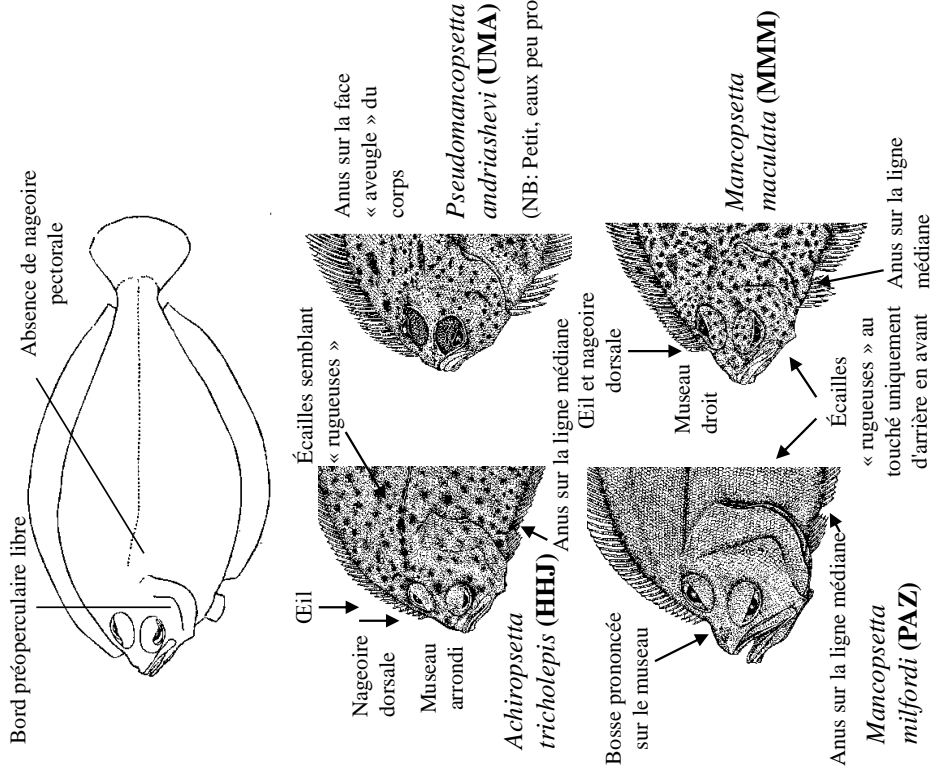 Bord préoperculaire libre
Absence de nageoire
pectorale
Œil
Nageoire
dorsale
Museau
arrondi
Écailles semblant
« rugueuses »
Achiropsetta
tricholepis (HHJ)
Anus sur la ligne médiane
Anus sur la face
« aveugle » du
corps
Pseudomancopsetta
andriashevi (UMA)
(NB: Petit, eaux peu pro
Bosse prononcée
sur le museau
Anus sur la ligne médiane
Mancopsetta
milfordi (PAZ)
Écailles
« rugueuses » au
touché uniquement
d'arrière en avant
Œil et nageoire
dorsale
Museau
droit
Anus sur la ligne
médiane
Mancopsetta
maculata (MMM)